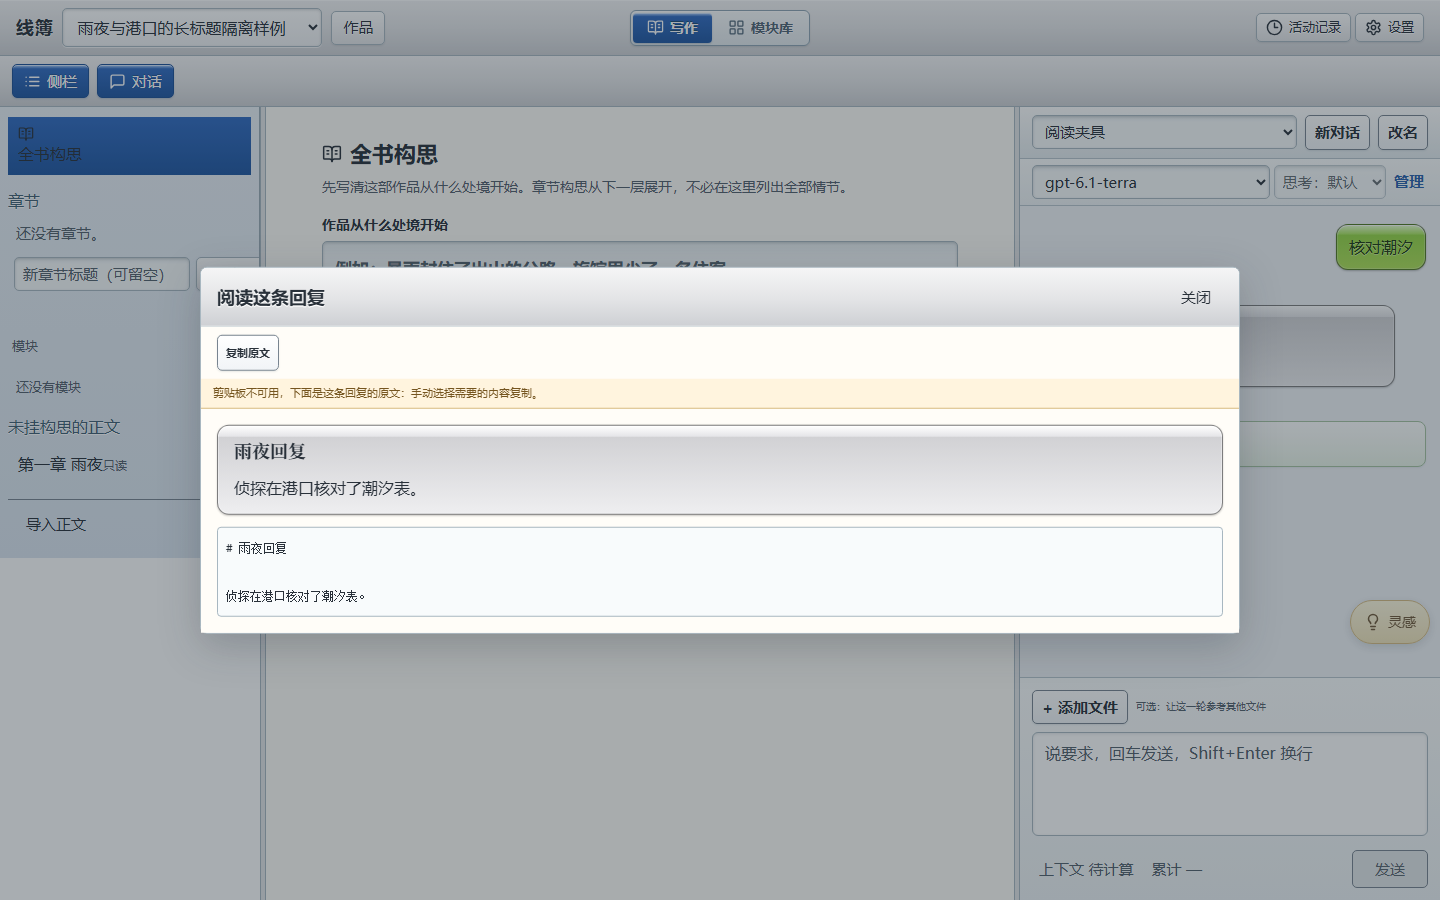 线簿
雨夜与港口的长标题隔离样例
作品
写作
模块库
活动记录
设置
侧栏
对话
全书构思
章节
还没有章节。
新章节标题（可留空）
模块
还没有模块
未挂构思的正文
第一章 雨夜只读
导入正文
全书构思
先写清这部作品从什么处境开始。章节构思从下一层展开，不必在这里列出全部情节。
作品从什么处境开始
阅读这条回复
关闭
复制原文
剪贴板不可用，下面是这条回复的原文：手动选择需要的内容复制。
雨夜回复
侦探在港口核对了潮汐表。
# 雨夜回复
侦探在港口核对了潮汐表。
阅读夹具
新对话
改名
gpt-6.1-terra
思考：默认
管理
核对潮汐
灵感
+ 添加文件
可选：让这一轮参考其他文件
说要求，回车发送，Shift+Enter 换行
上下文 待计算
累计 —
发送